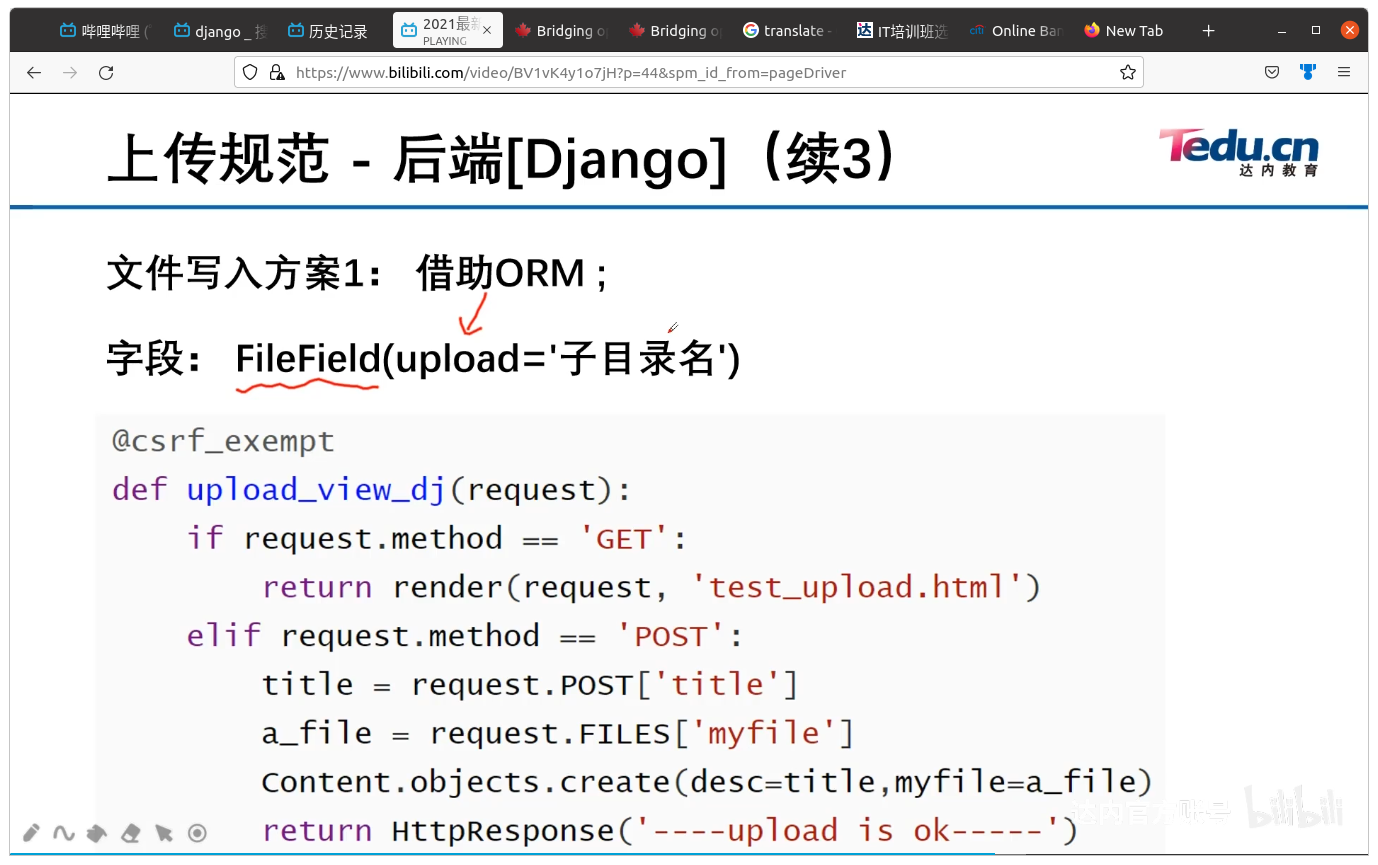 哔哩哔哩 (
django _ 搜
历史记录
2021最新
PLAYING
Bridging o
Bridging o
translate -
IT培训班选
Online Ban
New Tab
https://www.bilibili.com/video/BV1vK4y1o7jH?p=44&spm_id_from=pageDriver
上传规范 - 后端[Django]（续3）
Tedu.cn
达内教育
文件写入方案1： 借助ORM；
字段： FileField(upload='子目录名')
@csrf_exempt
def upload_view_dj(request):
    if request.method == 'GET':
        return render(request, 'test_upload.html')
    elif request.method == 'POST':
        title = request.POST['title']
        a_file = request.FILES['myfile']
        Content.objects.create(desc=title,myfile=a_file)
        return HttpResponse('----upload is ok-----')
达内官方账号 bilibili